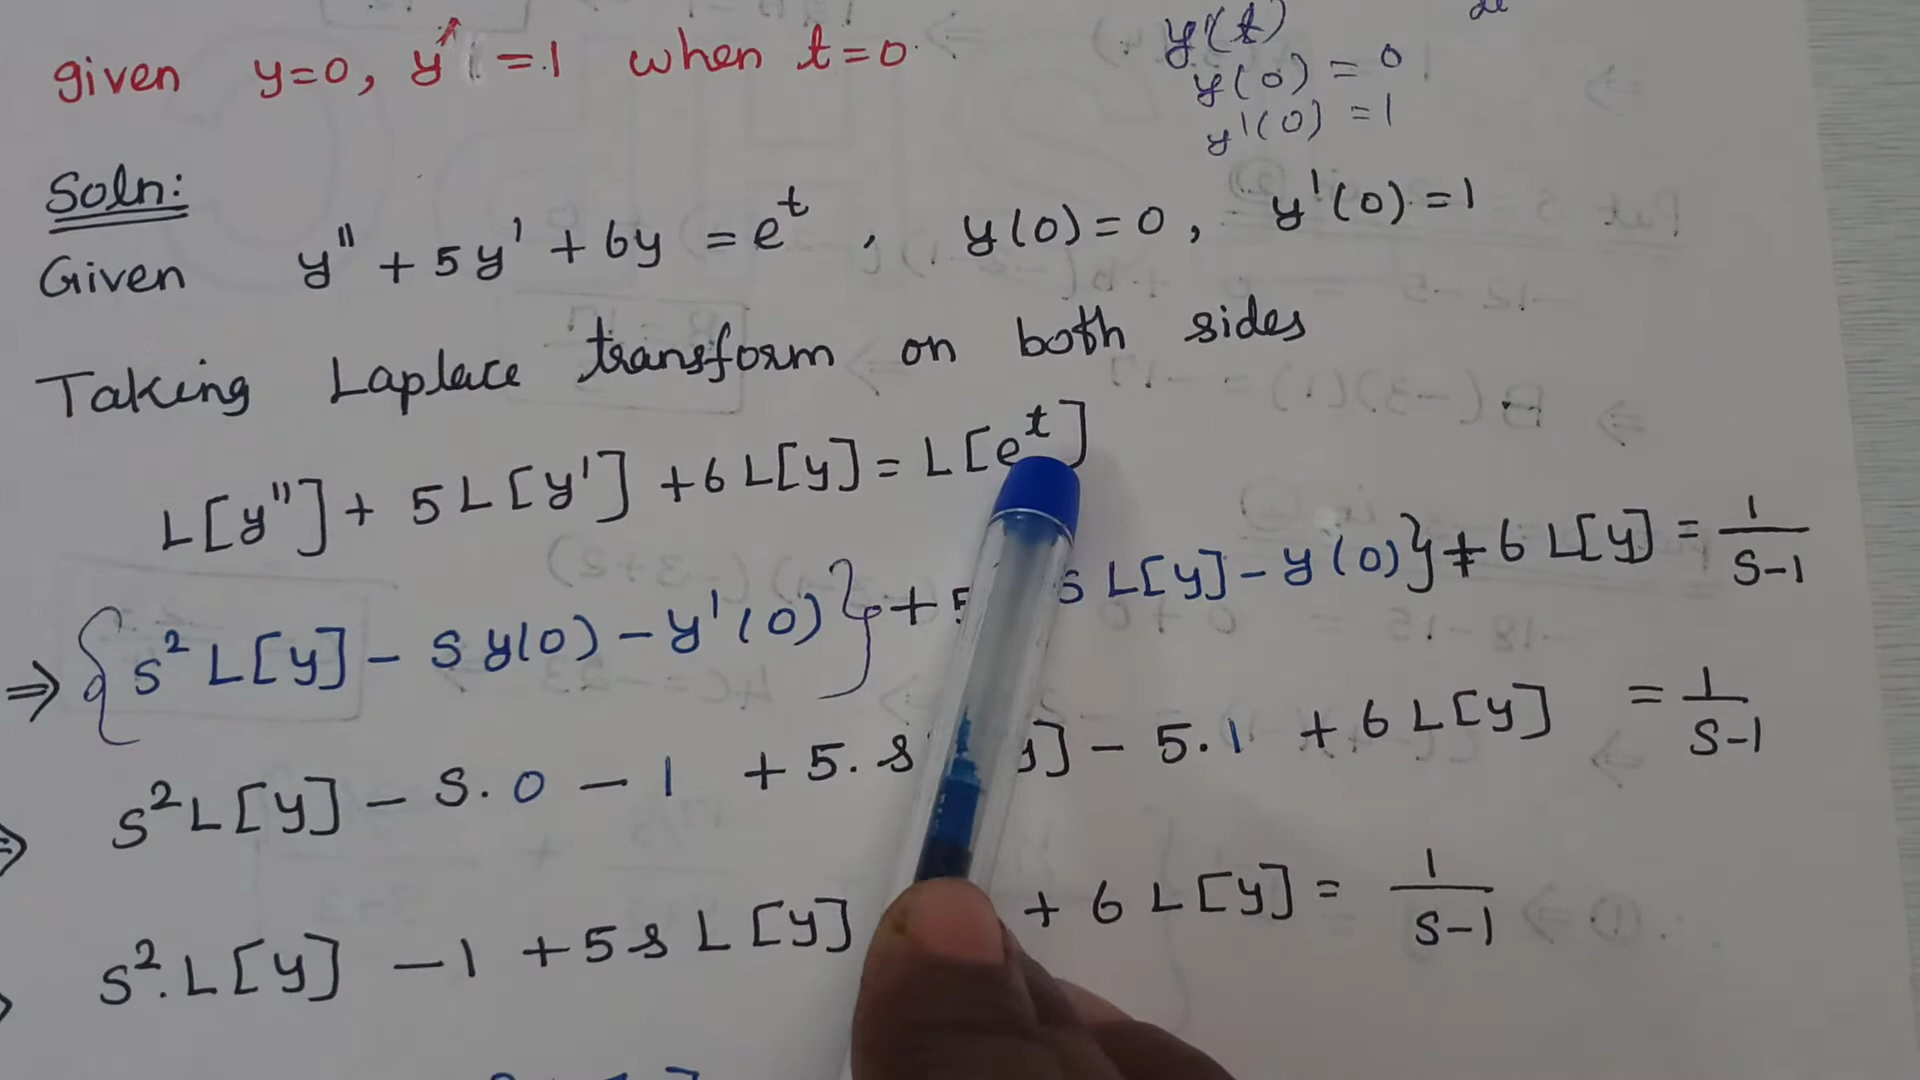 given y=0, y' =1 when t=0.
y(t)
y(0) = 0
y'(0) = 1
Soln:
Given y" + 5y' + 6y = e^t , y(0)=0, y'(0)=1
Taking Laplace transform on both sides
L[y"] + 5L[y'] + 6L[y] = L[e^t]
⇒ {s² L[y] - s y(0) - y'(0)} + 5 s L[y] - y(0)} + 6 L[y] = 1/(s-1)
s² L[y] - s.0 - 1 + 5.s y] - 5.1 + 6 L[y] = 1/(s-1)
s². L[y] - 1 + 5s L[y] + 6 L[y] = 1/(s-1)